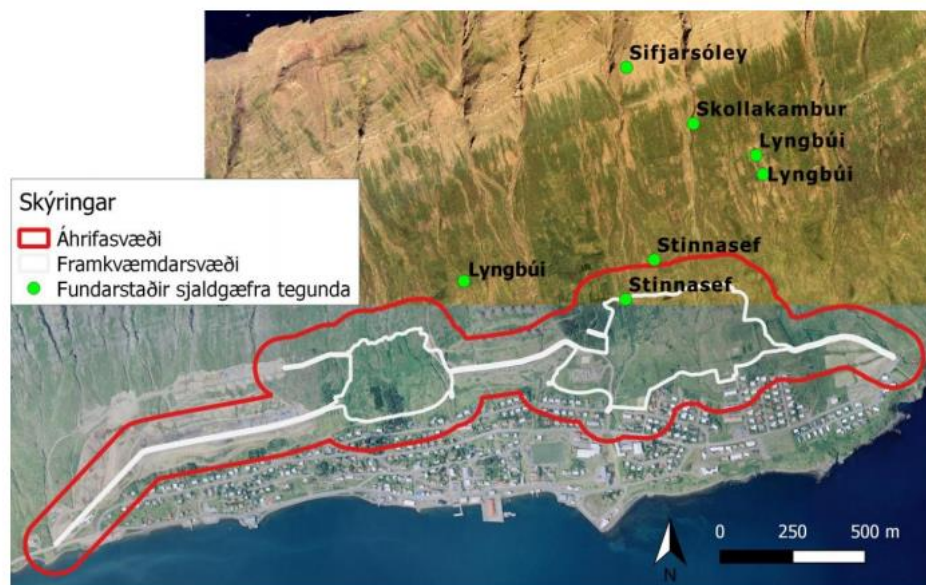 Sifjarsóley
Skollakambur
Lyngbúi
Lyngbúi
Skýringar
Áhrifasvæði
Framkvæmdarsvæði
Fundarstaðir sjaldgæfra tegunda
Stinnasef
Lyngbúi
Stinnasef
0 250 500 m
N